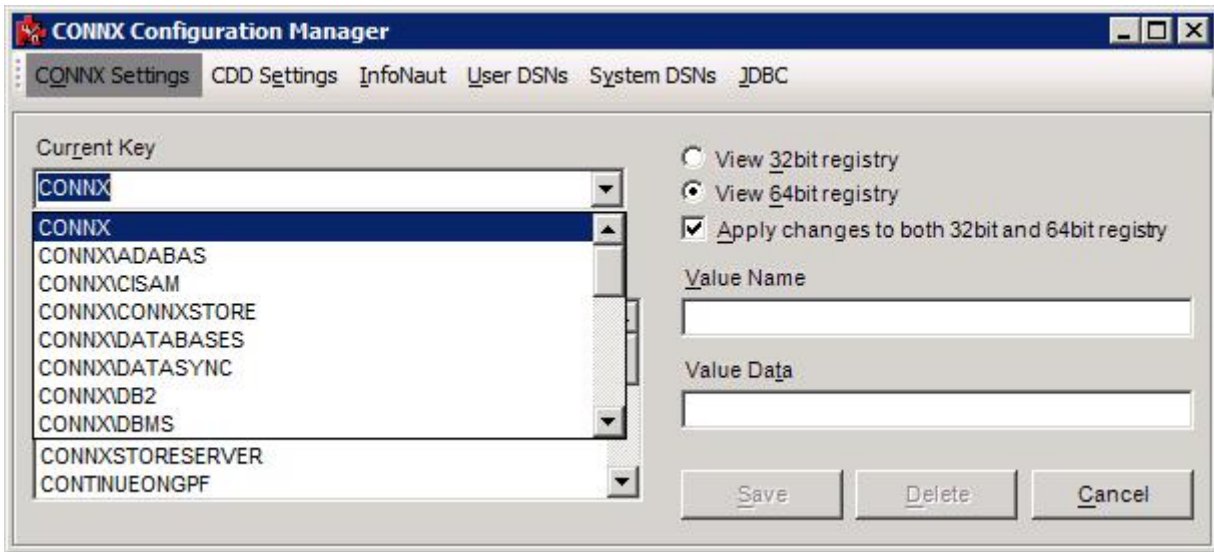 CONNX Configuration Manager
CONNX Settings CDD Settings InfoNaut User DSNs System DSNs JDBC
Current Key
CONNX
CONNX
CONNX\ADABAS
CONNX\CISAM
CONNX\CONNXSTORE
CONNX\DATABASES
CONNX\DATASYNC
CONNX\DB2
CONNX\DBMS
CONNXSTORESERVER
CONTINUEONGPF
View 32bit registry
View 64bit registry
Apply changes to both 32bit and 64bit registry
Value Name
Value Data
Save Delete Cancel